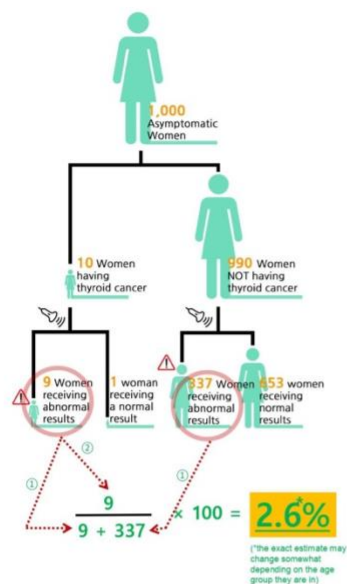 1,000
Asymptomatic
Women
10 Women
having
thyroid cancer
990 Women
NOT having
thyroid cancer
9 Women
receiving
abnormal
results
1 woman
receiving
a normal
result
337 Women
receiving
abnormal
results
653 women
receiving
normal
results
① ② ①
9
9 + 337
× 100 =
2.6%*
(*the exact estimate may
change somewhat
depending on the age
group they are in)